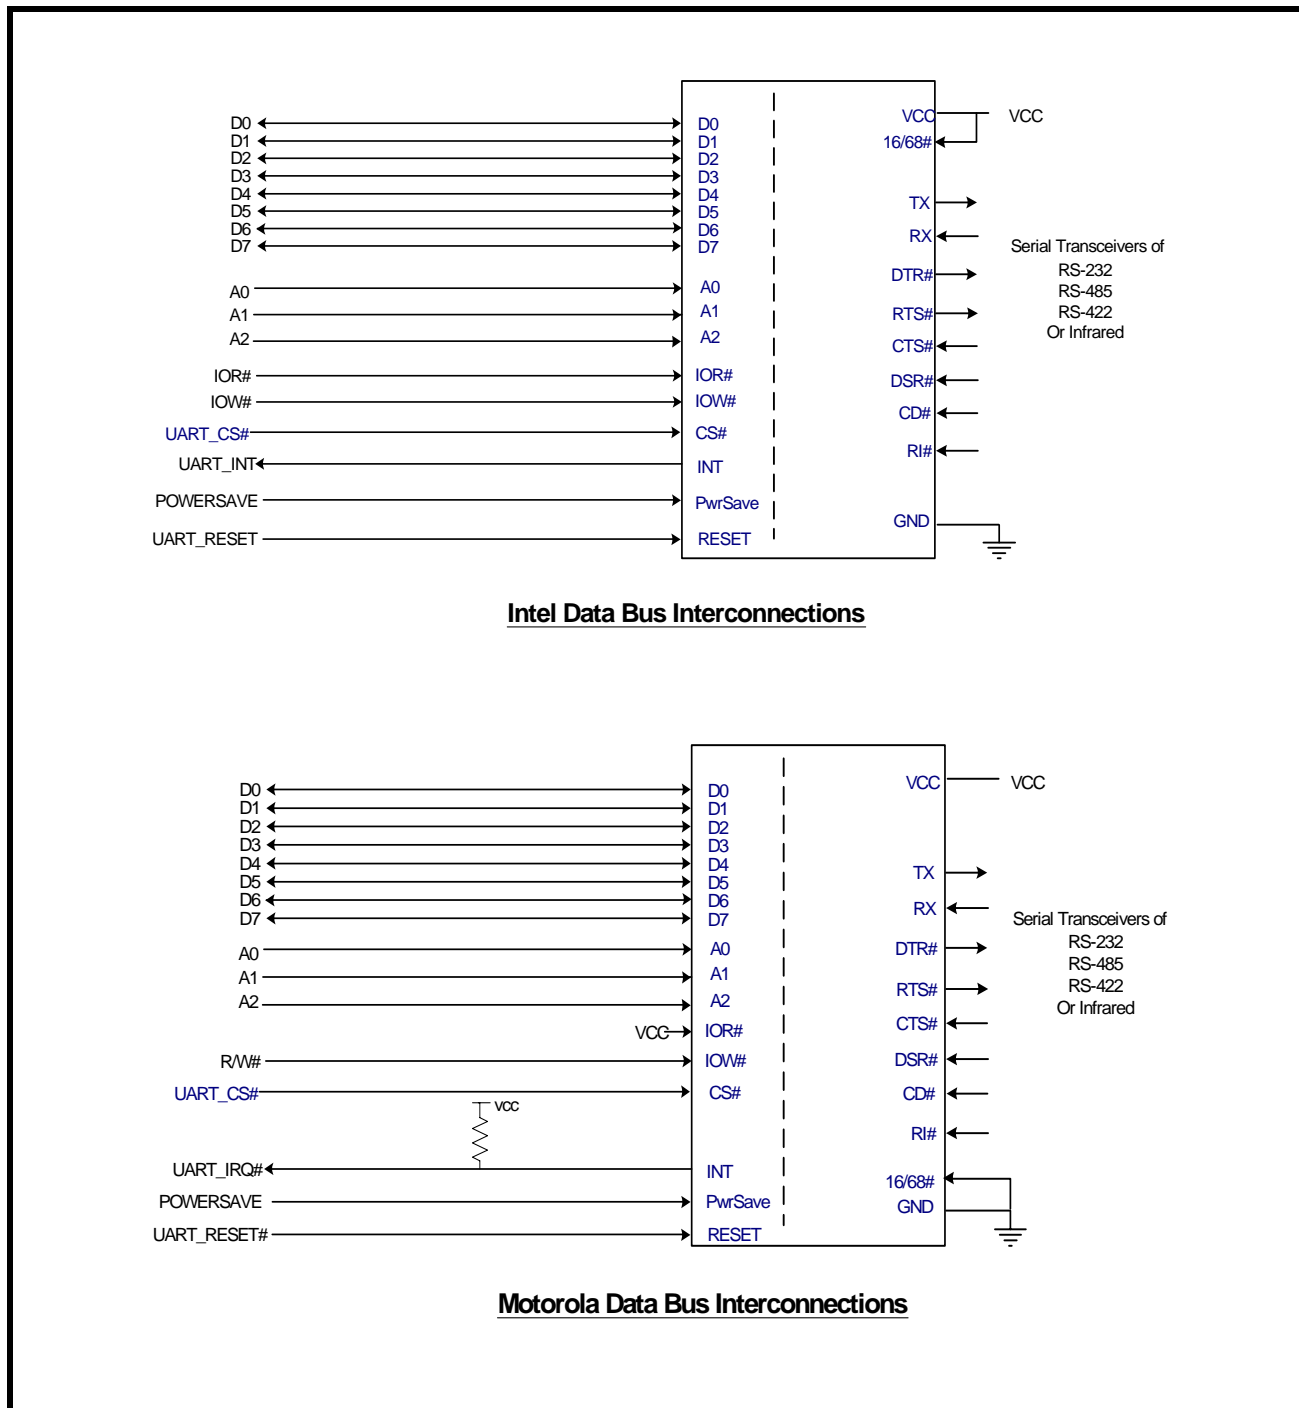 D0 D0 VCC VCC
D1 D1 16/68#
D2 D2
D3 D3
D4 D4
D5 D5 TX
D6 D6 RX
D7 D7 Serial Transceivers of
A0 A0 DTR# RS-232
RS-485
A1 A1 RTS# RS-422
A2 A2 CTS# Or Infrared
IOR# IOR# DSR#
IOW# IOW# CD#
UART_CS# CS#
UART_INT INT RI#
POWERSAVE PwrSave
GND
UART_RESET RESET
Intel Data Bus Interconnections
D0 D0 VCC VCC
D1 D1
D2 D2
D3 D3
D4 D4 TX
D5 D5
D6 D6 RX
D7 D7 Serial Transceivers of
A0 A0 DTR# RS-232
RS-485
A1 A1 RTS# RS-422
A2 A2 Or Infrared
VCC IOR# CTS#
R/W# IOW# DSR#
UART_CS# CS# CD#
vcc
RI#
UART_IRQ# INT 16/68#
POWERSAVE PwrSave GND
UART_RESET# RESET
Motorola Data Bus Interconnections